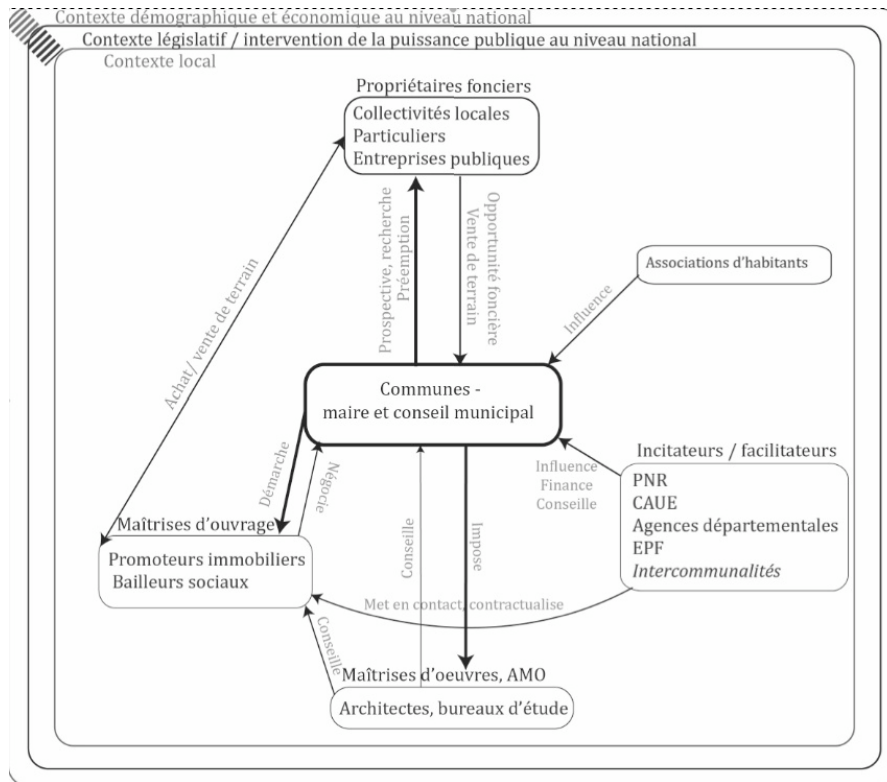 Contexte démographique et économique au niveau national
Contexte législatif / intervention de la puissance publique au niveau national
Contexte local
Propriétaires fonciers
Collectivités locales
Particuliers
Entreprises publiques
Achat/ vente de terrain
Prospective, recherche
Préemption
Opportunité foncière
Vente de terrain
Associations d'habitants
Influence
Communes -
maire et conseil municipal
Démarche
Négocie
Conseille
Impose
Influence
Finance
Conseille
Incitateurs / facilitateurs
PNR
CAUE
Agences départementales
EPF
Intercommunalités
Maîtrises d'ouvrage
Promoteurs immobiliers
Bailleurs sociaux
Met en contact, contractualise
Conseille
Maîtrises d'oeuvres, AMO
Architectes, bureaux d'étude